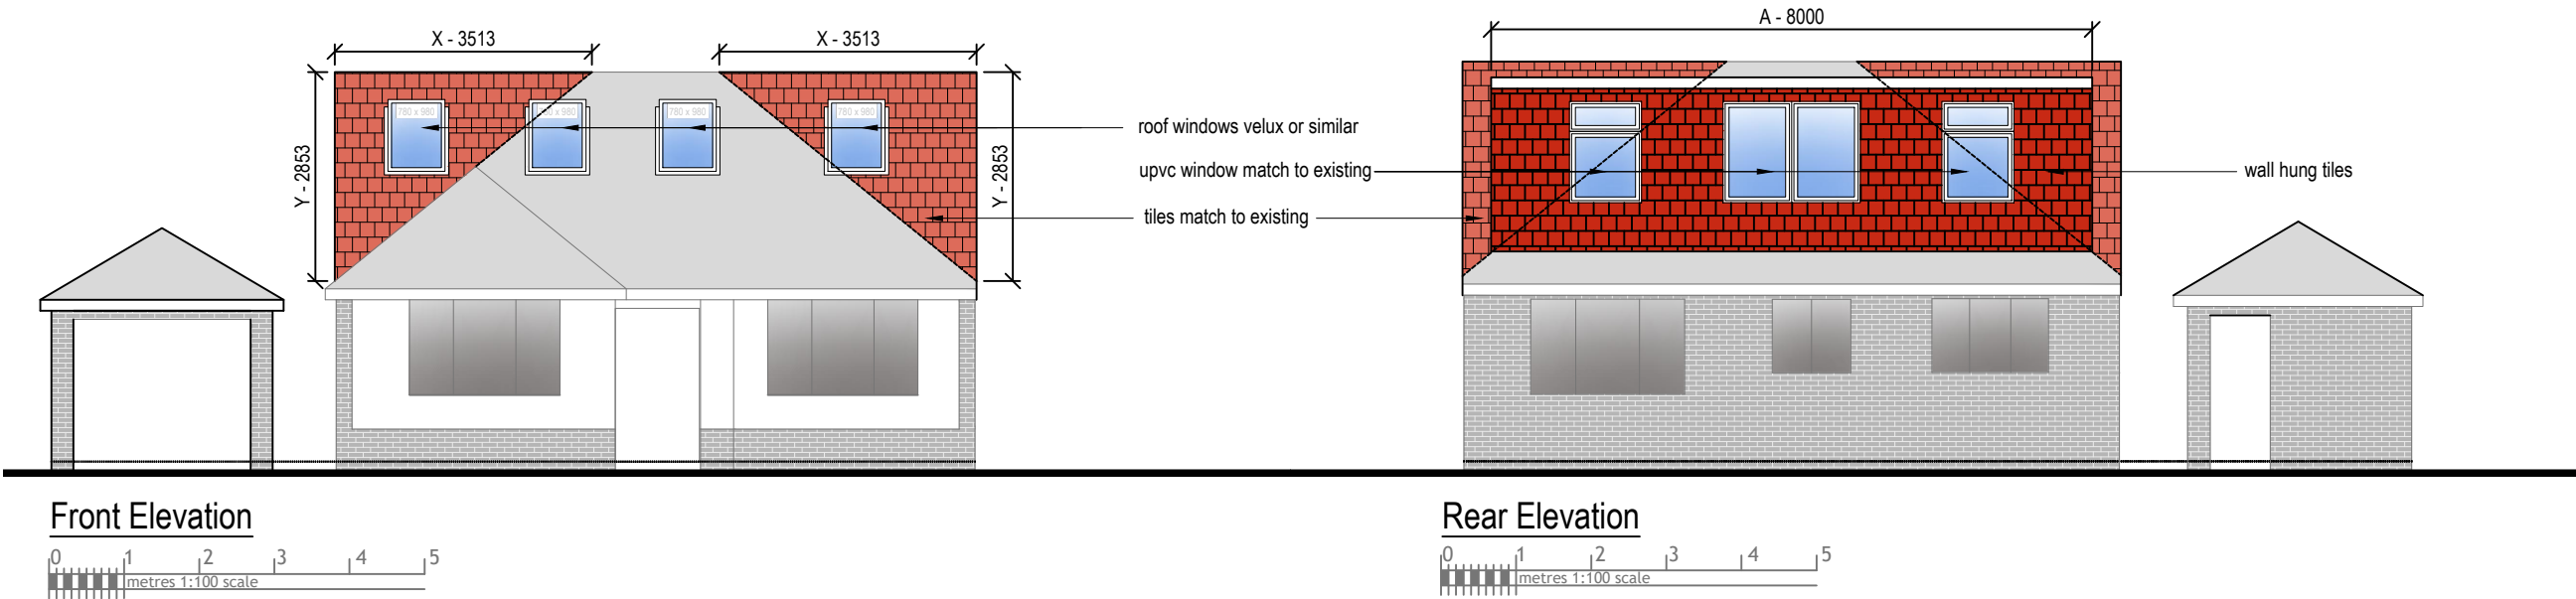 X - 3513
X - 3513
A - 8000
Y - 2853
Y - 2853
780 x 980
780 x 980
780 x 980
roof windows velux or similar
upvc window match to existing
tiles match to existing
wall hung tiles
Front Elevation
0 1 2 3 4 5
metres 1:100 scale
Rear Elevation
0 1 2 3 4 5
metres 1:100 scale